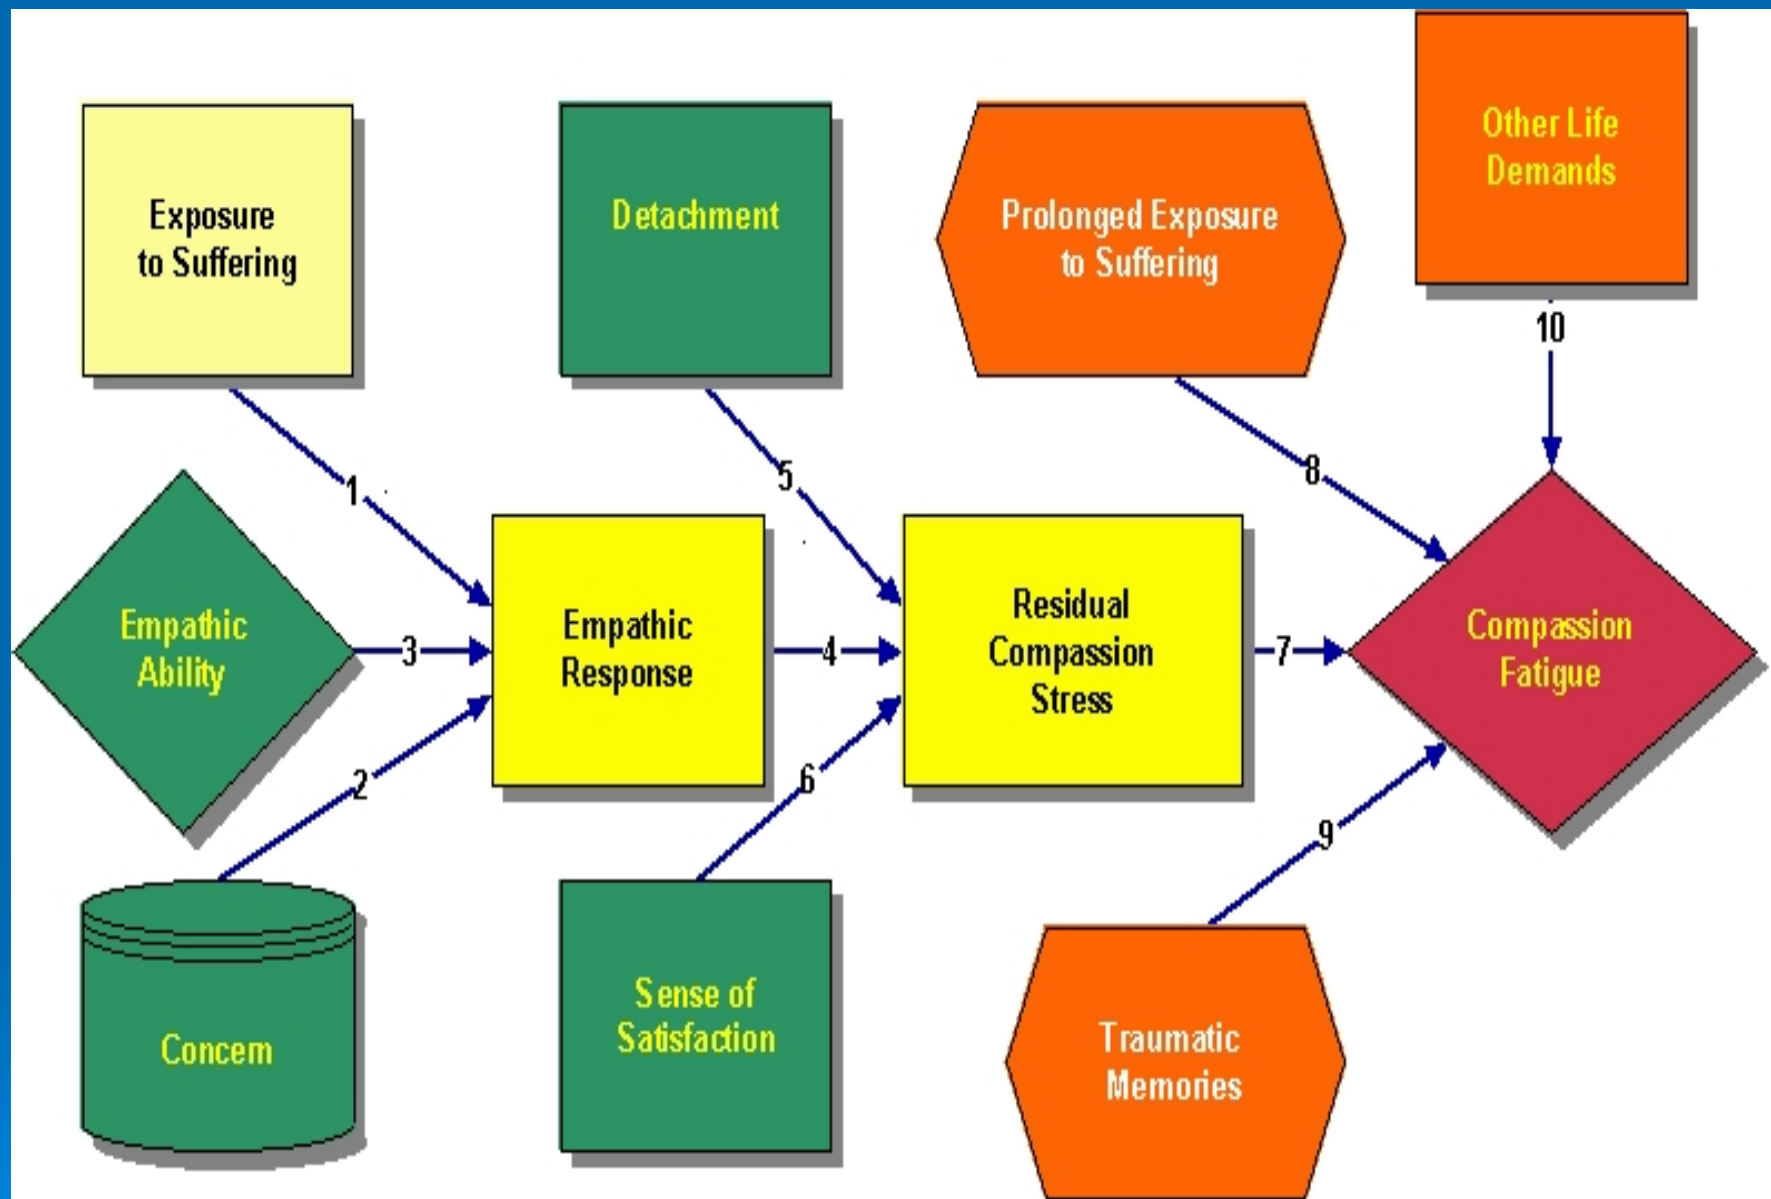 Exposure
to Suffering
Detachment
Prolonged Exposure
to Suffering
Other Life
Demands
10
1
5
8
Empathic
Ability
3
Empathic
Response
4
Residual
Compassion
Stress
7
Compassion
Fatigue
2
6
9
Concern
Sense of
Satisfaction
Traumatic
Memories